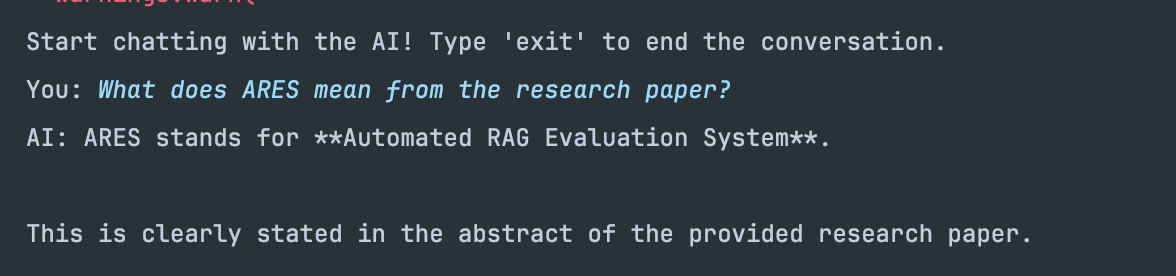 Start chatting with the AI! Type 'exit' to end the conversation.
You: What does ARES mean from the research paper?
AI: ARES stands for **Automated RAG Evaluation System**.
This is clearly stated in the abstract of the provided research paper.